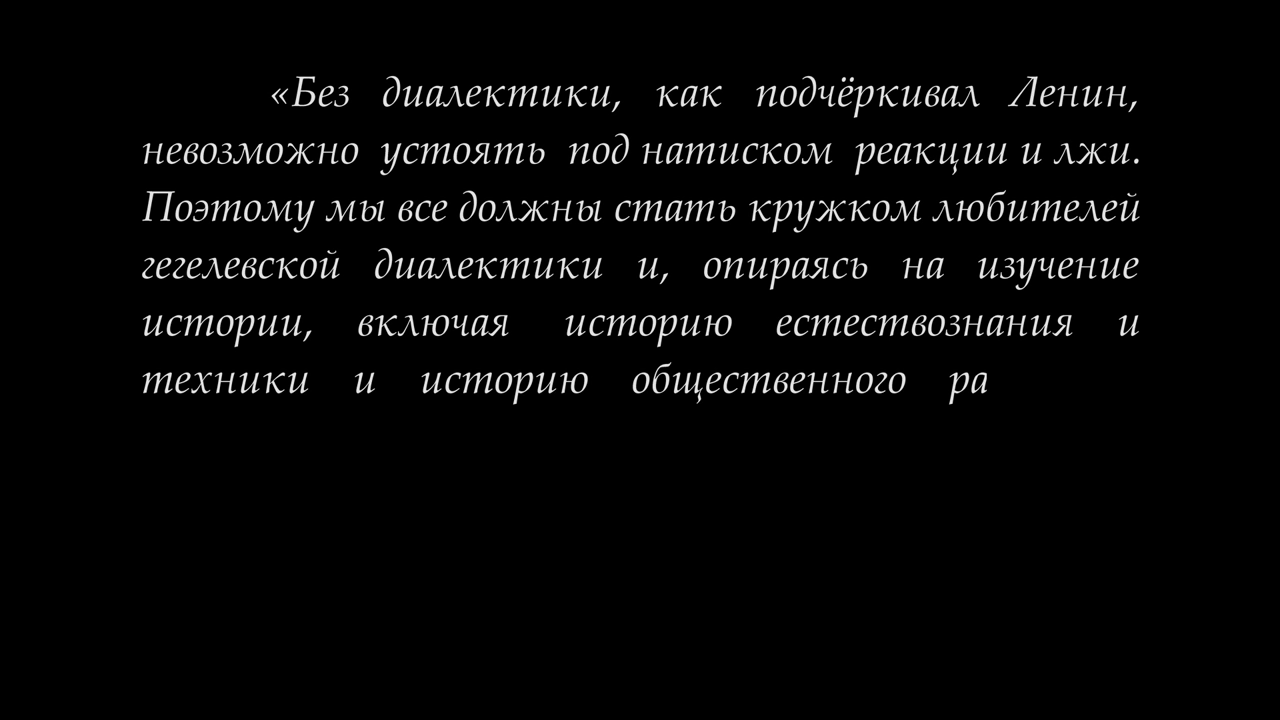 «Без диалектики, как подчёркивал Ленин,
невозможно устоять под натиском реакции и лжи.
Поэтому мы все должны стать кружком любителей
гегелевской диалектики и, опираясь на изучение
истории, включая историю естествознания и
техники и историю общественного ра